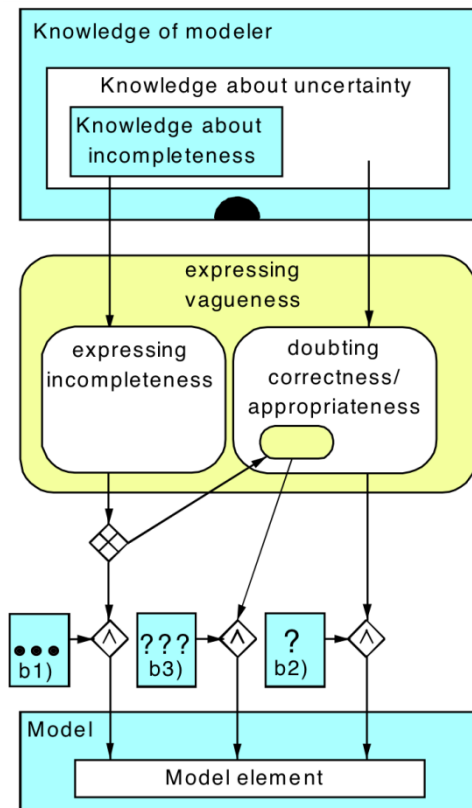 Knowledge of modeler
Knowledge about uncertainty
Knowledge about
incompleteness
expressing
vagueness
expressing
incompleteness
doubting
correctness/
appropriateness
^
^
^
•••
b1)
???
b3)
?
b2)
Model
Model element